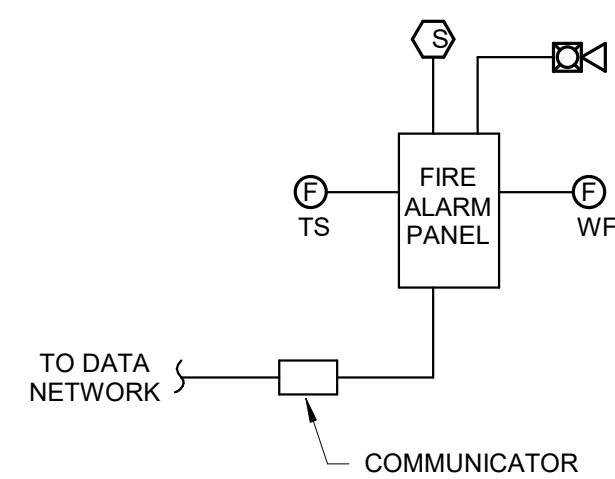 S
FIRE
ALARM
PANEL
F
TS
F
WF
TO DATA
NETWORK
COMMUNICATOR